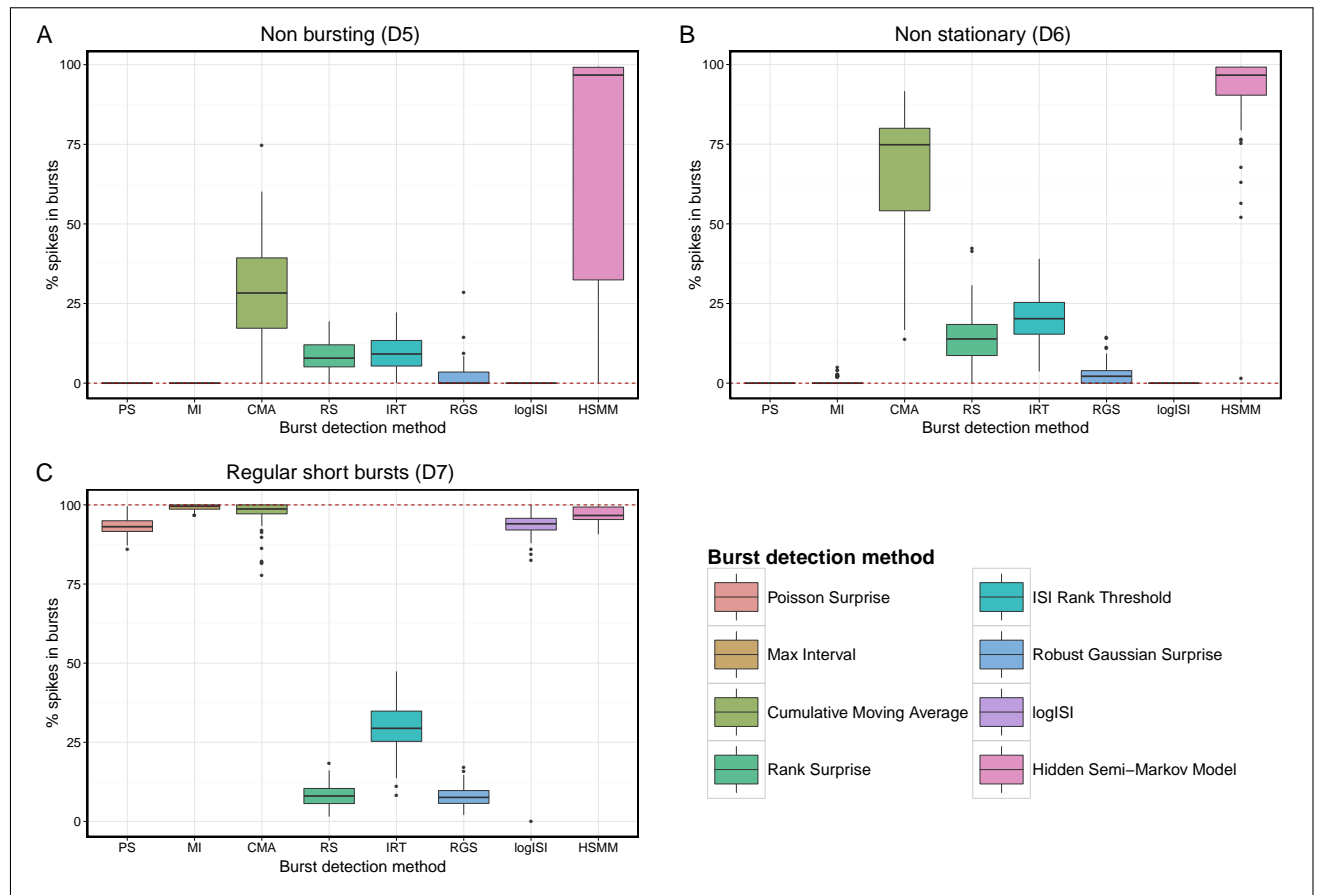 A
Non bursting (D5)
% spikes in bursts
100
75
50
25
0
PS MI CMA RS IRT RGS logISI HSMM
Burst detection method
B
Non stationary (D6)
% spikes in bursts
100
75
50
25
0
PS MI CMA RS IRT RGS logISI HSMM
Burst detection method
C
Regular short bursts (D7)
% spikes in bursts
100
75
50
25
0
PS MI CMA RS IRT RGS logISI HSMM
Burst detection method
Burst detection method
Poisson Surprise
Max Interval
Cumulative Moving Average
Rank Surprise
ISI Rank Threshold
Robust Gaussian Surprise
logISI
Hidden Semi−Markov Model